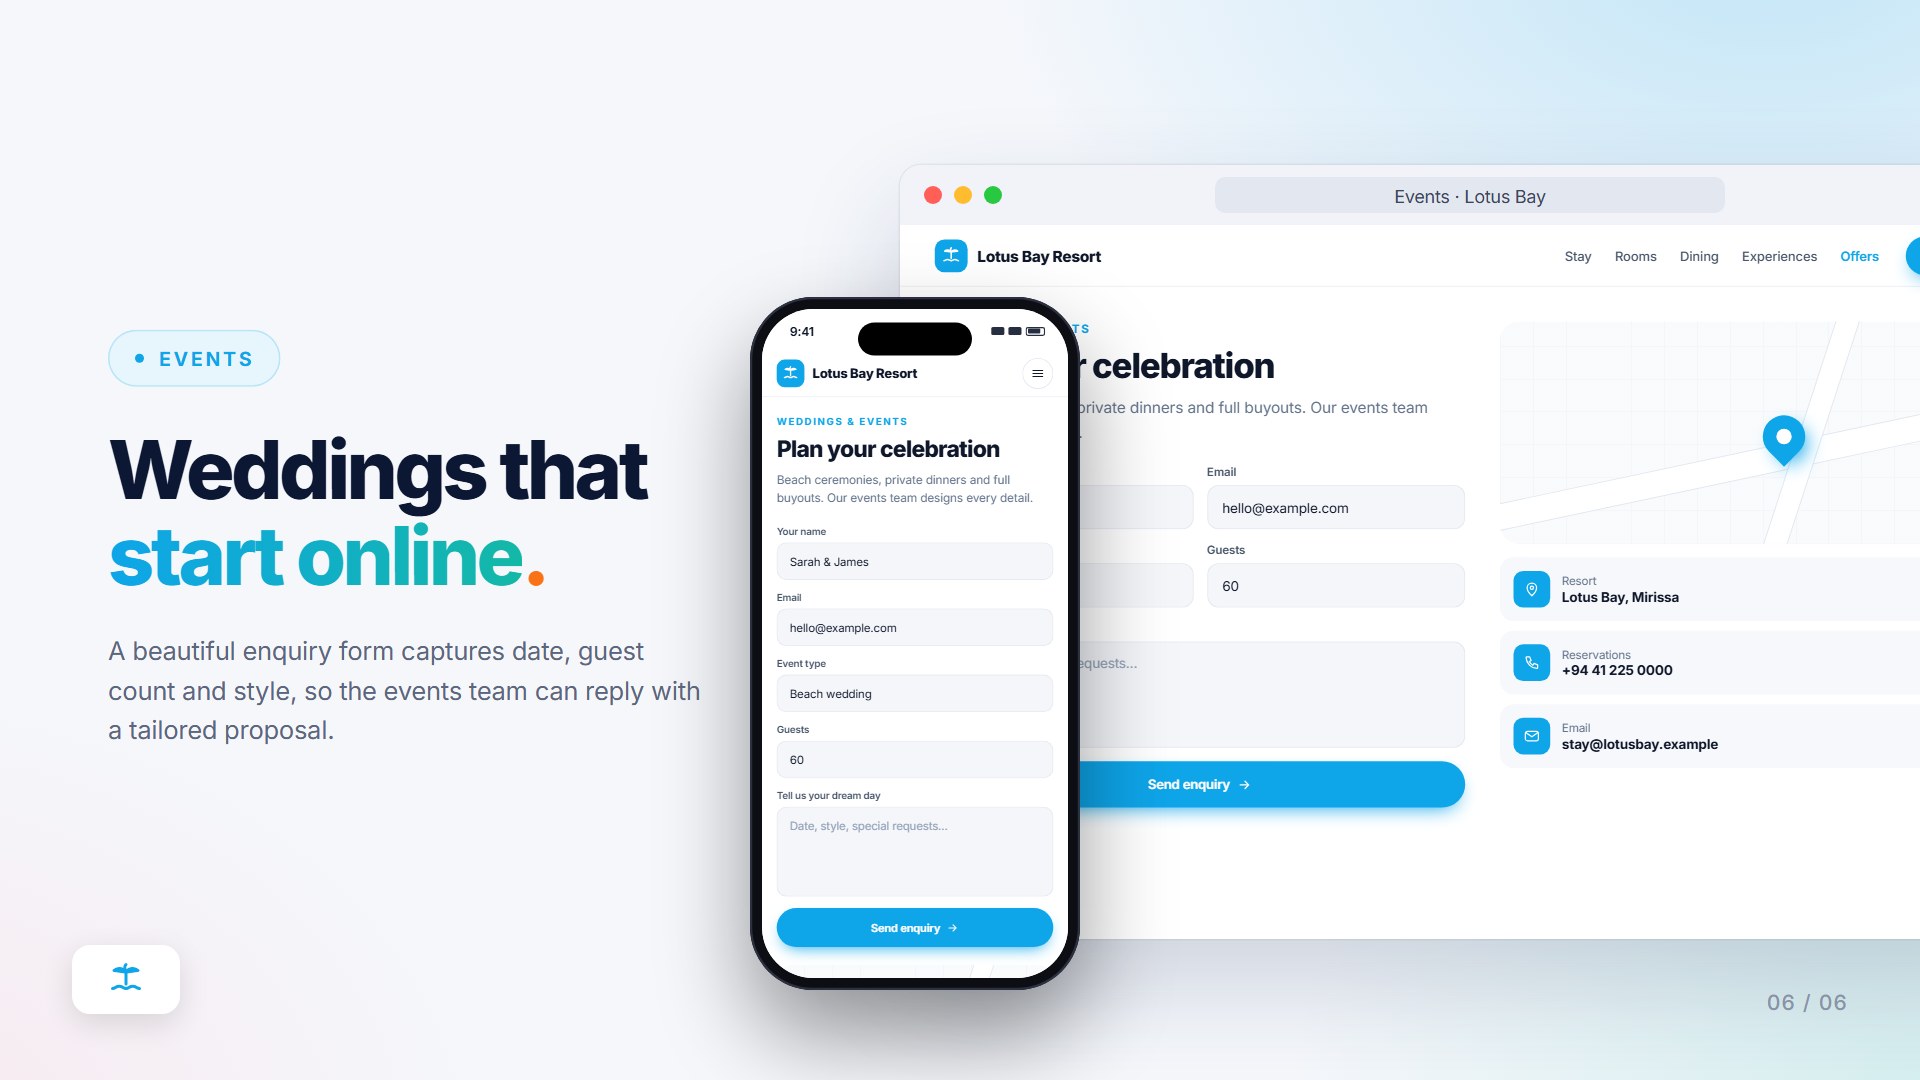 EVENTS
Weddings that
start online.
A beautiful enquiry form captures date, guest
count and style, so the events team can reply with
a tailored proposal.
9:41
Lotus Bay Resort
WEDDINGS & EVENTS
Plan your celebration
Beach ceremonies, private dinners and full
buyouts. Our events team designs every detail.
Your name
Sarah & James
Email
hello@example.com
Event type
Beach wedding
Guests
60
Tell us your dream day
Date, style, special requests...
Send enquiry →
Events · Lotus Bay
Lotus Bay Resort
Stay Rooms Dining Experiences Offers
TS
r celebration
private dinners and full buyouts. Our events team
Email
hello@example.com
Guests
60
equests...
Send enquiry →
Resort
Lotus Bay, Mirissa
Reservations
+94 41 225 0000
Email
stay@lotusbay.example
06 / 06